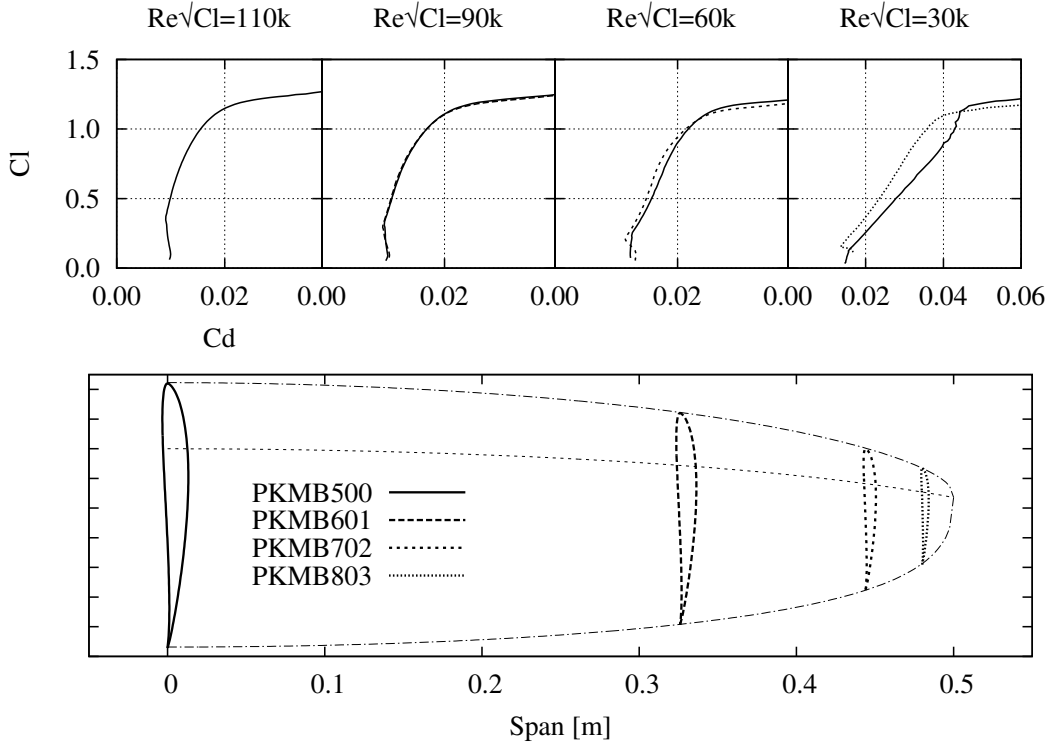 Re√Cl=110k Re√Cl=90k Re√Cl=60k Re√Cl=30k
1.5
1.0
0.5
0.0
Cl
0.00 0.02 0.00 0.02 0.00 0.02 0.00 0.02 0.04 0.06
Cd
PKMB500
PKMB601
PKMB702
PKMB803
0 0.1 0.2 0.3 0.4 0.5
Span [m]